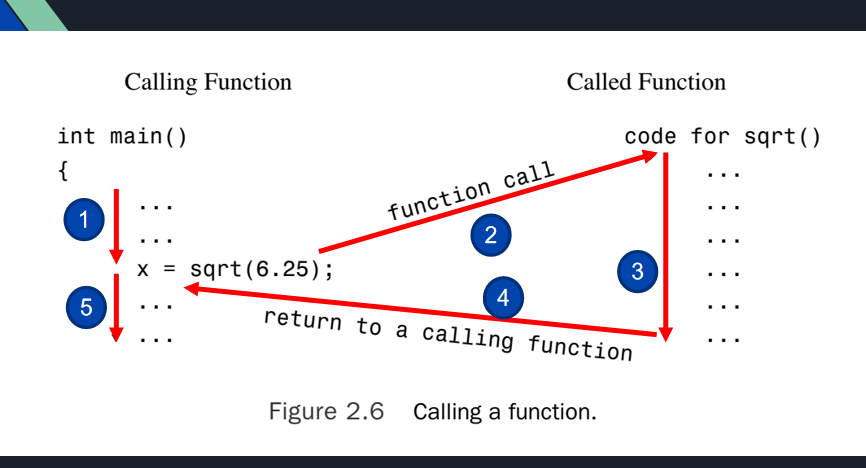 Calling Function
Called Function
int main()
code for sqrt()
{
...
1
...
...
...
function call
2
...
...
x = sqrt(6.25);
3
...
5
...
4
...
return to a calling function
...
...
Figure 2.6 Calling a function.